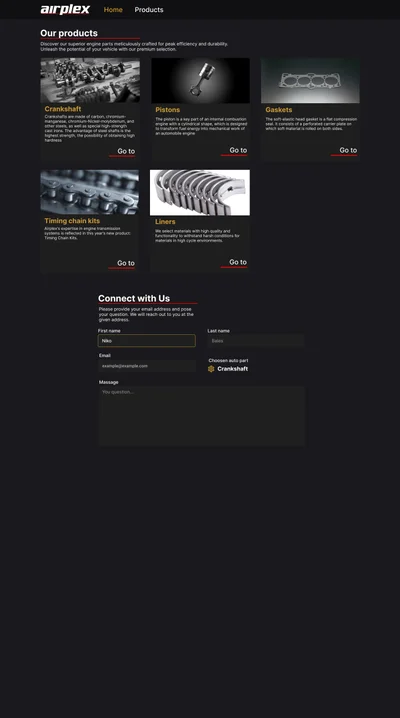 airplex
Home
Products
Our products
Discover our superior engine parts meticulously crafted for peak efficiency and durability.
Unleash the potential of your vehicle with our premium selection.
Crankshaft
Crankshafts are made of carbon, chromium-
manganese, chromium-Nickel-molybdenum, and
other steels, as well as special high-strength
cast irons. The advantage of steel shafts is the
highest strength, the possibility of obtaining high
hardness
Go to
Pistons
The piston is a key part of an internal combustion
engine with a cylindrical shape, which is designed
to transform fuel energy into mechanical work of
an automobile engine
Go to
Gaskets
The soft-elastic head gasket is a flat compression
seal. It consists of a perforated carrier plate on
which soft material is rolled on both sides.
Go to
Timing chain kits
Airplex's expertise in engine transmission
systems is reflected in this year's new product:
Timing Chain Kits.
Go to
Liners
We select materials with high quality and
functionality to withstand harsh conditions for
materials in high cycle environments.
Go to
Connect with Us
Please provide your email address and pose
your question. We will reach out to you at the
given address.
First name
Last name
Niko
Email
Choosen auto part
example@example.com
Crankshaft
Massage
You question...